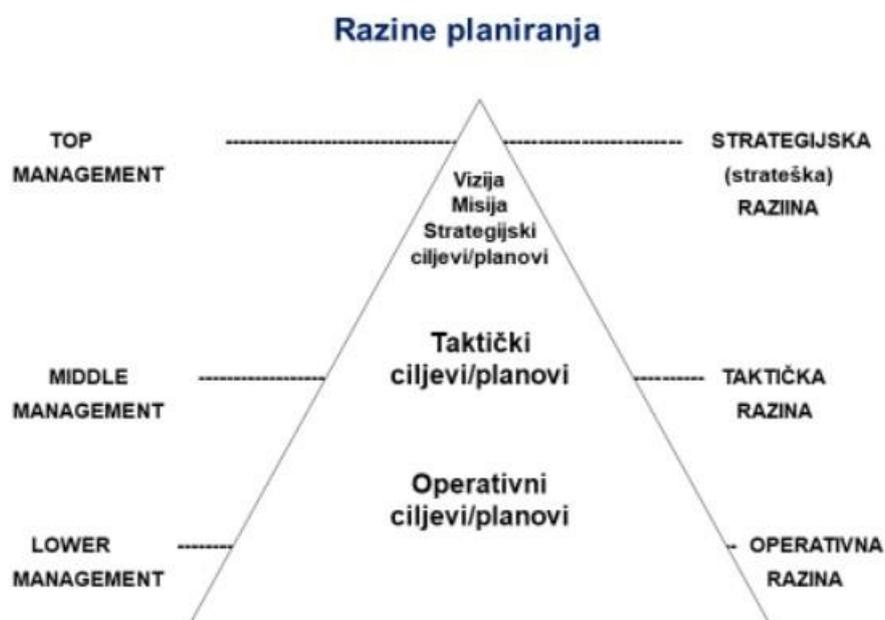 Razine planiranja
TOP
MANAGEMENT
STRATEGIJSKA
(strateška)
RAZIINA
Vizija
Misija
Strategijski
ciljevi/planovi
Taktički
ciljevi/planovi
MIDDLE
MANAGEMENT
TAKTIČKA
RAZINA
Operativni
ciljevi/planovi
LOWER
MANAGEMENT
OPERATIVNA
RAZINA